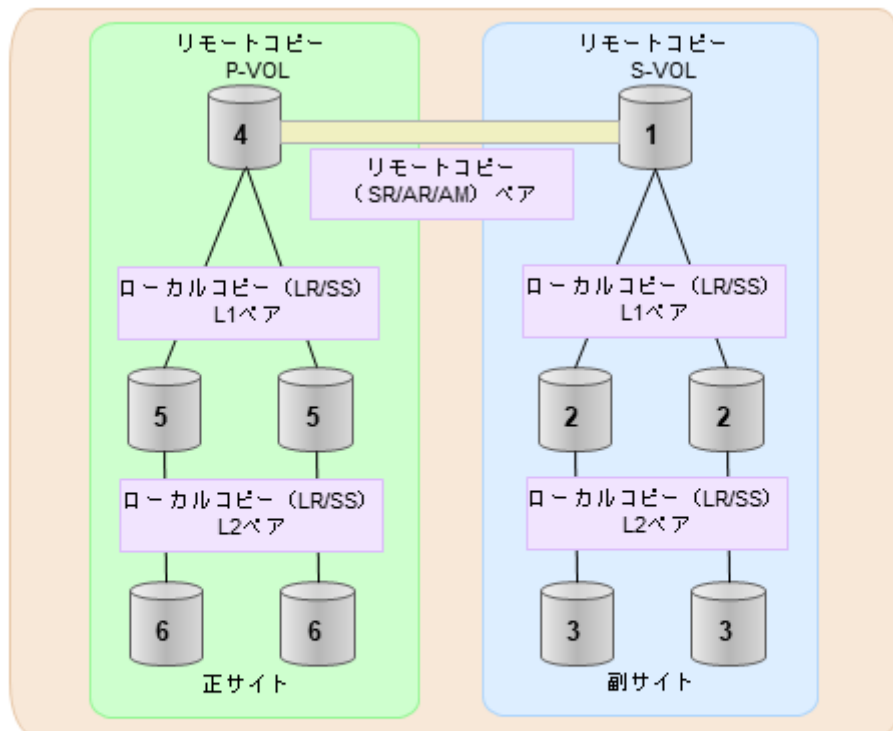 リモートコピー
P-VOL
4
リモートコピー
S-VOL
1
リモートコピー
(SR/AR/AM) ペア
ローカルコピー (LR/SS)
L1ペア
ローカルコピー (LR/SS)
L1ペア
5
5
2
2
ローカルコピー (LR/SS)
L2ペア
ローカルコピー (LR/SS)
L2ペア
6
6
3
3
正サイト
副サイト